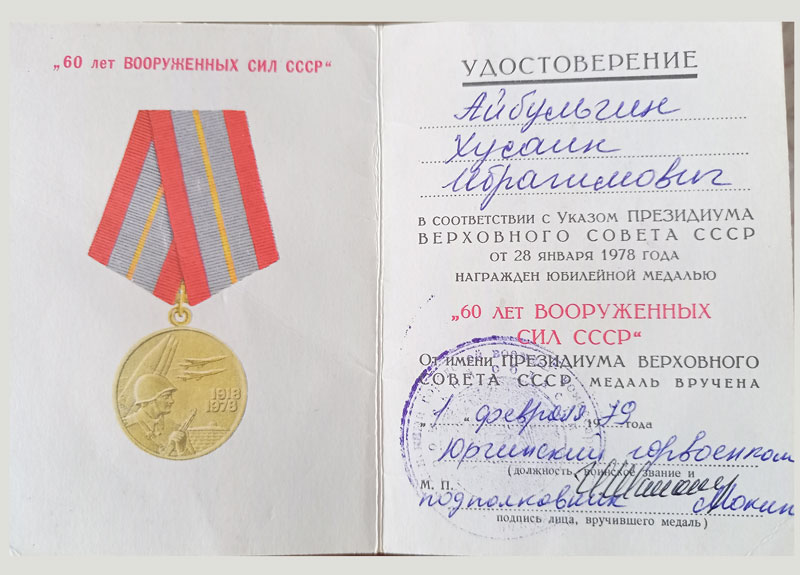 „60 лет ВООРУЖЕННЫХ СИЛ СССР“
1918
1978
УДОСТОВЕРЕНИЕ
Айбульгин
Хусаин
Ибрагимович
В СООТВЕТСТВИИ С УКАЗОМ ПРЕЗИДИУМА
ВЕРХОВНОГО СОВЕТА СССР
ОТ 28 ЯНВАРЯ 1978 ГОДА
НАГРАЖДЕН ЮБИЛЕЙНОЙ МЕДАЛЬЮ
„60 ЛЕТ ВООРУЖЕННЫХ
СИЛ СССР“
ОТ ИМЕНИ ПРЕЗИДИУМА ВЕРХОВНОГО
СОВЕТА СССР МЕДАЛЬ ВРУЧЕНА
„1“ февраля 1979 года
Юргинский горвоенком
(должность, воинское звание и
М. П.
подполковник Мокин
подпись лица, вручившего медаль)